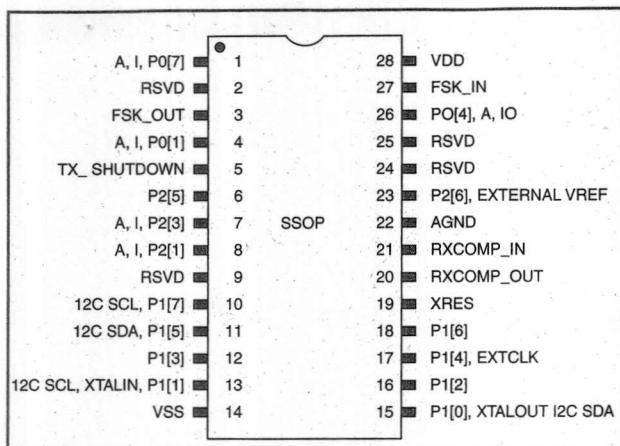 A, I, P0[7] 1 28 VDD
RSVD 2 27 FSK_IN
FSK_OUT 3 26 PO[4], A, IO
A, I, P0[1] 4 25 RSVD
TX_ SHUTDOWN 5 24 RSVD
P2[5] 6 23 P2[6], EXTERNAL VREF
A, I, P2[3] 7 SSOP 22 AGND
A, I, P2[1] 8 21 RXCOMP_IN
RSVD 9 20 RXCOMP_OUT
12C SCL, P1[7] 10 19 XRES
12C SDA, P1[5] 11 18 P1[6]
P1[3] 12 17 P1[4], EXTCLK
12C SCL, XTALIN, P1[1] 13 16 P1[2]
VSS 14 15 P1[0], XTALOUT I2C SDA